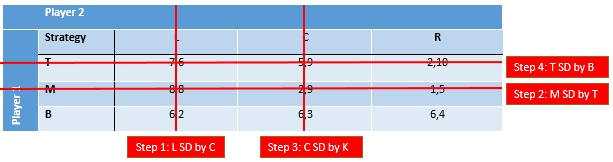 Player 2
Strategy L C R
T 7,6 5,9 2,10
M 8,8 2,9 1,5
B 6,2 6,3 6,4
Player 1
Step 4: T SD by B
Step 2: M SD by T
Step 1: L SD by C
Step 3: C SD by K